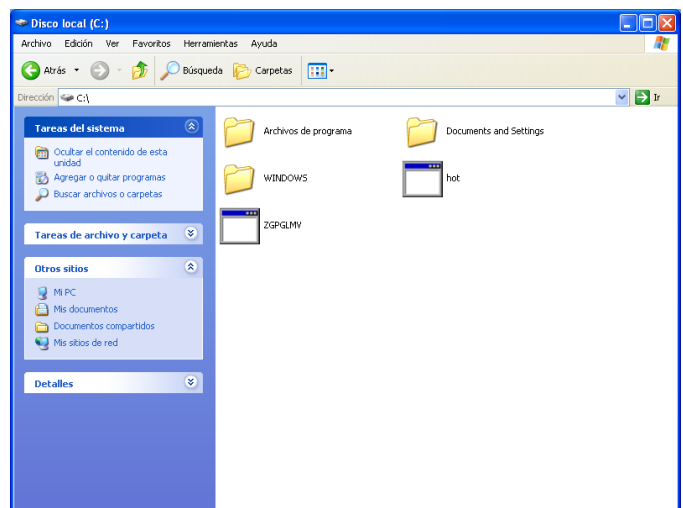 Disco local (C:)
Archivo Edición Ver Favoritos Herramientas Ayuda
Atrás Búsqueda Carpetas
Dirección C:\ Ir
Tareas del sistema
Ocultar el contenido de esta
unidad
Agregar o quitar programas
Buscar archivos o carpetas
Tareas de archivo y carpeta
Otros sitios
Mi PC
Mis documentos
Documentos compartidos
Mis sitios de red
Detalles
Archivos de programa Documents and Settings
WINDOWS hot
ZGPGLMV